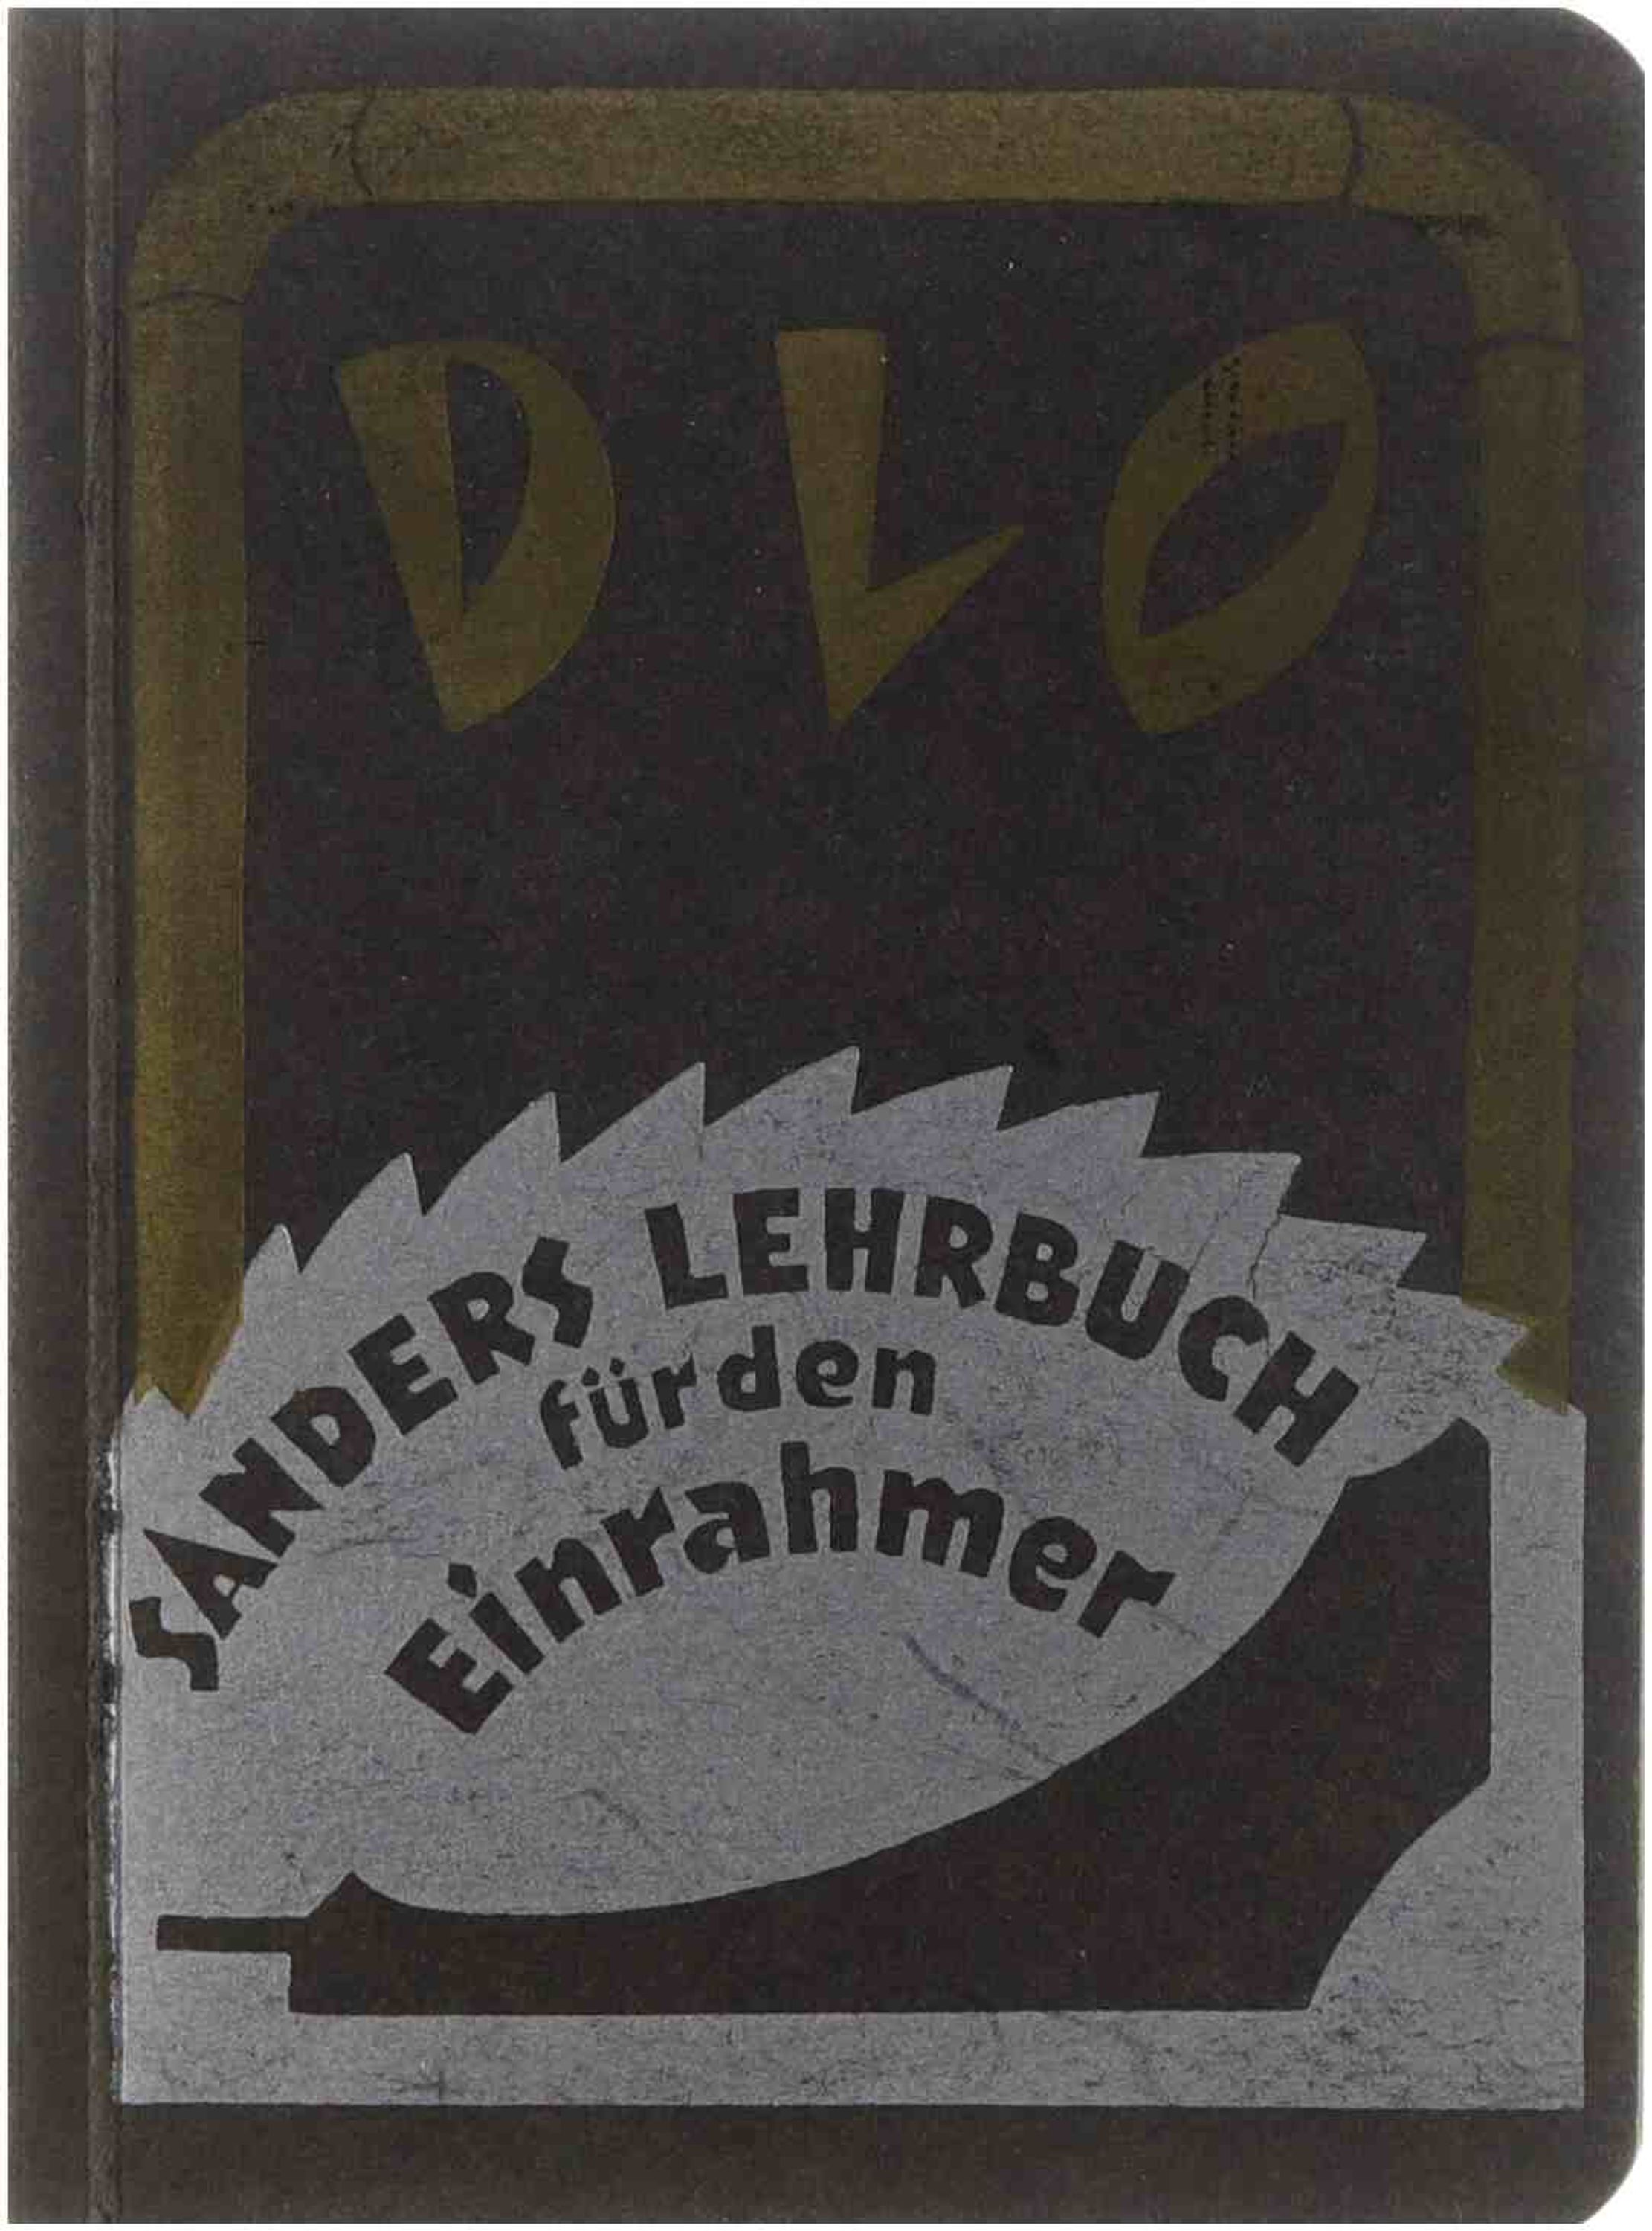 DLO
SANDERS LEHRBUCH
für den
Einrahmer